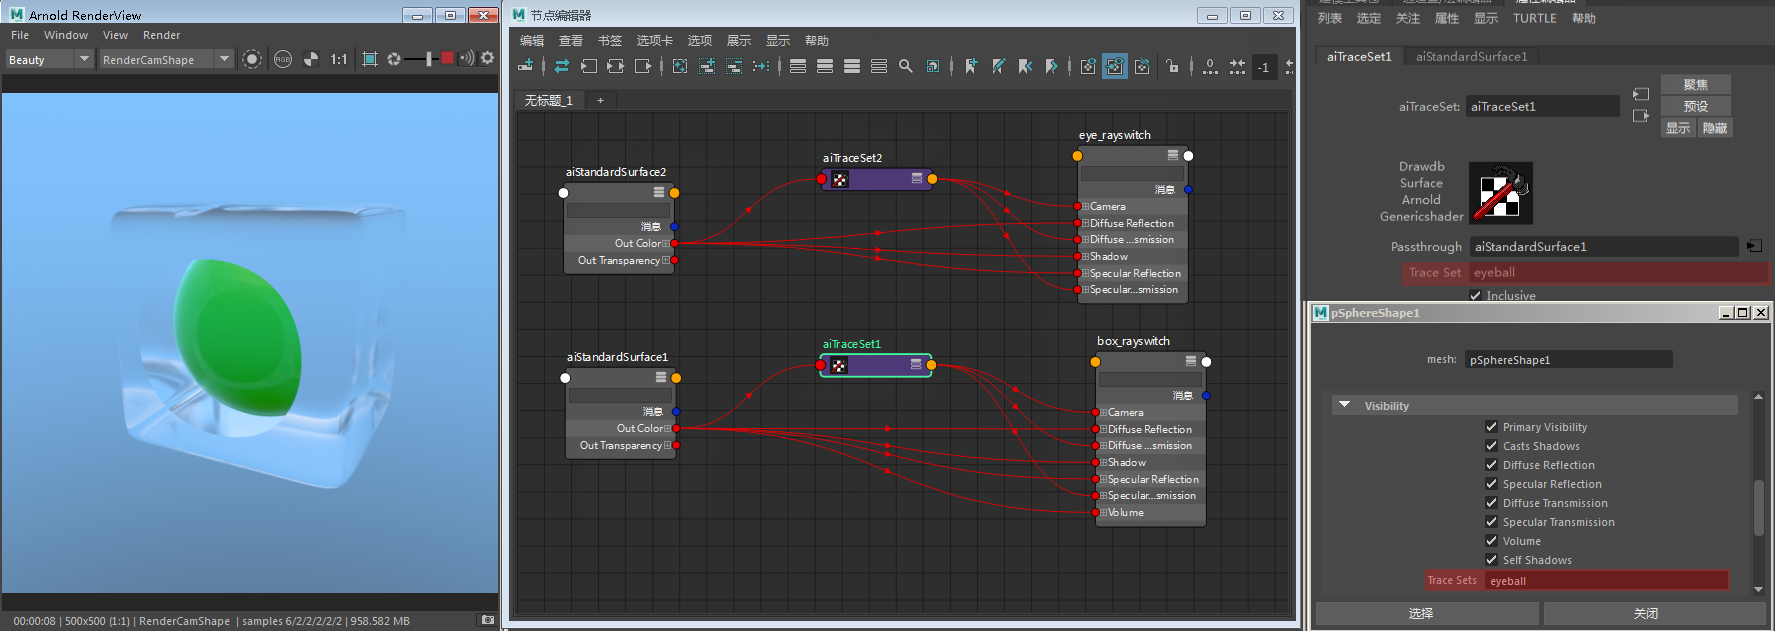 Arnold RenderView
File Window View Render
Beauty
RenderCamShape
RGB
1:1
00:00:08 | 500x500 (1:1) | RenderCamShape | samples 6/2/2/2/2/2 | 958.582 MB
节点编辑器
编辑 查看 书签 选项卡 选项 展示 显示 帮助
0
-1
无标题_1
+
aiStandardSurface2
消息
Out Color
Out Transparency
aiTraceSet2
eye_rayswitch
消息
Camera
Diffuse Reflection
Diffuse ...smission
Shadow
Specular Reflection
Specular...smission
aiStandardSurface1
消息
Out Color
Out Transparency
aiTraceSet1
box_rayswitch
消息
Camera
Diffuse Reflection
Diffuse ...smission
Shadow
Specular Reflection
Specular...smission
Volume
列表 选定 关注 属性 显示 TURTLE 帮助
aiTraceSet1 aiStandardSurface1
aiTraceSet: aiTraceSet1
聚焦
预设
显示 隐藏
Drawdb
Surface
Arnold
Genericshader
Passthrough aiStandardSurface1
Trace Set eyeball
Inclusive
pSphereShape1
mesh: pSphereShape1
Visibility
Primary Visibility
Casts Shadows
Diffuse Reflection
Specular Reflection
Diffuse Transmission
Specular Transmission
Volume
Self Shadows
Trace Sets eyeball
选择 关闭